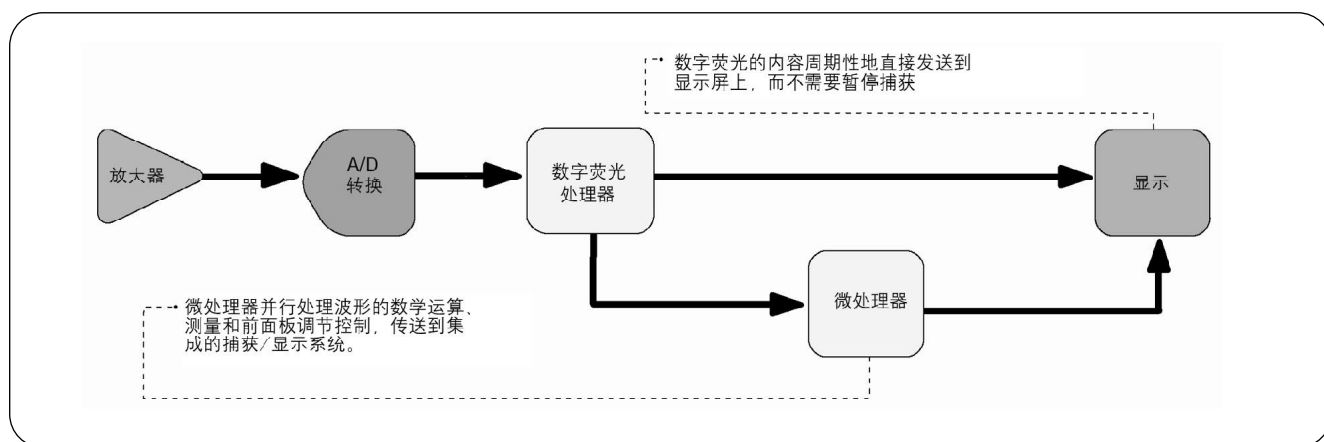 • 数字荧光的内容周期性地直接发送到
显示屏上，而不需要暂停捕获
放大器
A/D
转换
数字荧光
处理器
显示
微处理器
• 微处理器并行处理波形的数学运算、
测量和前面板调节控制，传送到集
成的捕获/显示系统。